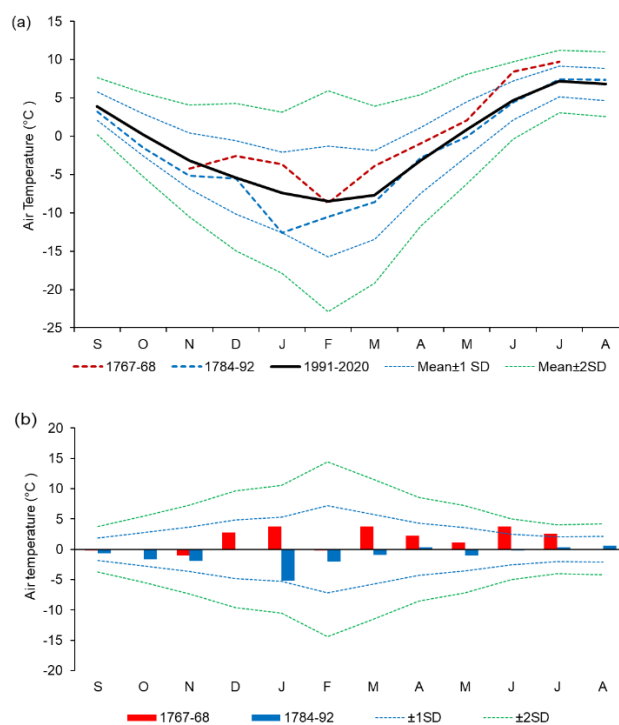 (a)
15
10
5
0
-5
-10
-15
-20
-25
Air Temperature (°C)
S O N D J F M A M J J A
1767-68 1784-92 1991-2020 Mean±1 SD Mean±2SD
(b)
20
15
10
5
0
-5
-10
-15
-20
Air temperature (°C)
S O N D J F M A M J J A
1767-68 1784-92 ±1SD ±2SD